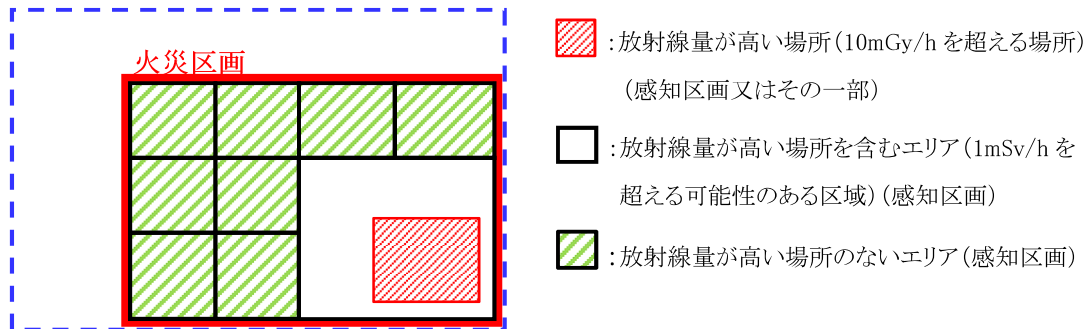 火災区画
：放射線量が高い場所（10mGy/h を超える場所）
（感知区画又はその一部）
：放射線量が高い場所を含むエリア（1mSv/h を
超える可能性のある区域）（感知区画）
：放射線量が高い場所のないエリア（感知区画）